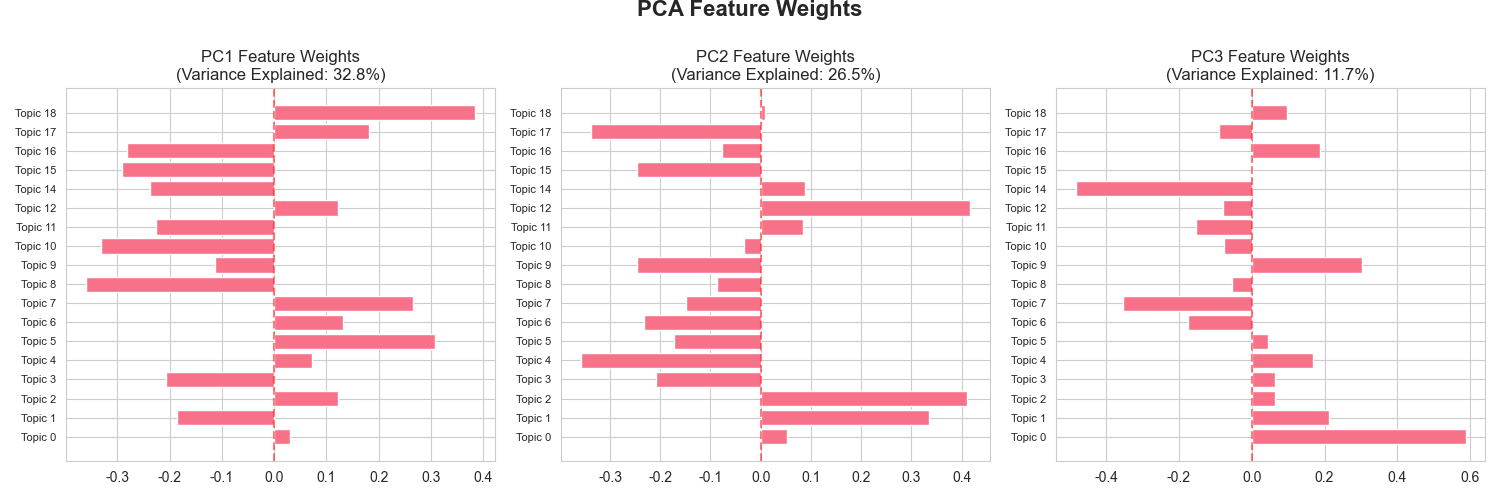 PCA Feature Weights
PC1 Feature Weights
(Variance Explained: 32.8%)
Topic 18
Topic 17
Topic 16
Topic 15
Topic 14
Topic 12
Topic 11
Topic 10
Topic 9
Topic 8
Topic 7
Topic 6
Topic 5
Topic 4
Topic 3
Topic 2
Topic 1
Topic 0
-0.3 -0.2 -0.1 0.0 0.1 0.2 0.3 0.4
PC2 Feature Weights
(Variance Explained: 26.5%)
Topic 18
Topic 17
Topic 16
Topic 15
Topic 14
Topic 12
Topic 11
Topic 10
Topic 9
Topic 8
Topic 7
Topic 6
Topic 5
Topic 4
Topic 3
Topic 2
Topic 1
Topic 0
-0.3 -0.2 -0.1 0.0 0.1 0.2 0.3 0.4
PC3 Feature Weights
(Variance Explained: 11.7%)
Topic 18
Topic 17
Topic 16
Topic 15
Topic 14
Topic 12
Topic 11
Topic 10
Topic 9
Topic 8
Topic 7
Topic 6
Topic 5
Topic 4
Topic 3
Topic 2
Topic 1
Topic 0
-0.4 -0.2 0.0 0.2 0.4 0.6